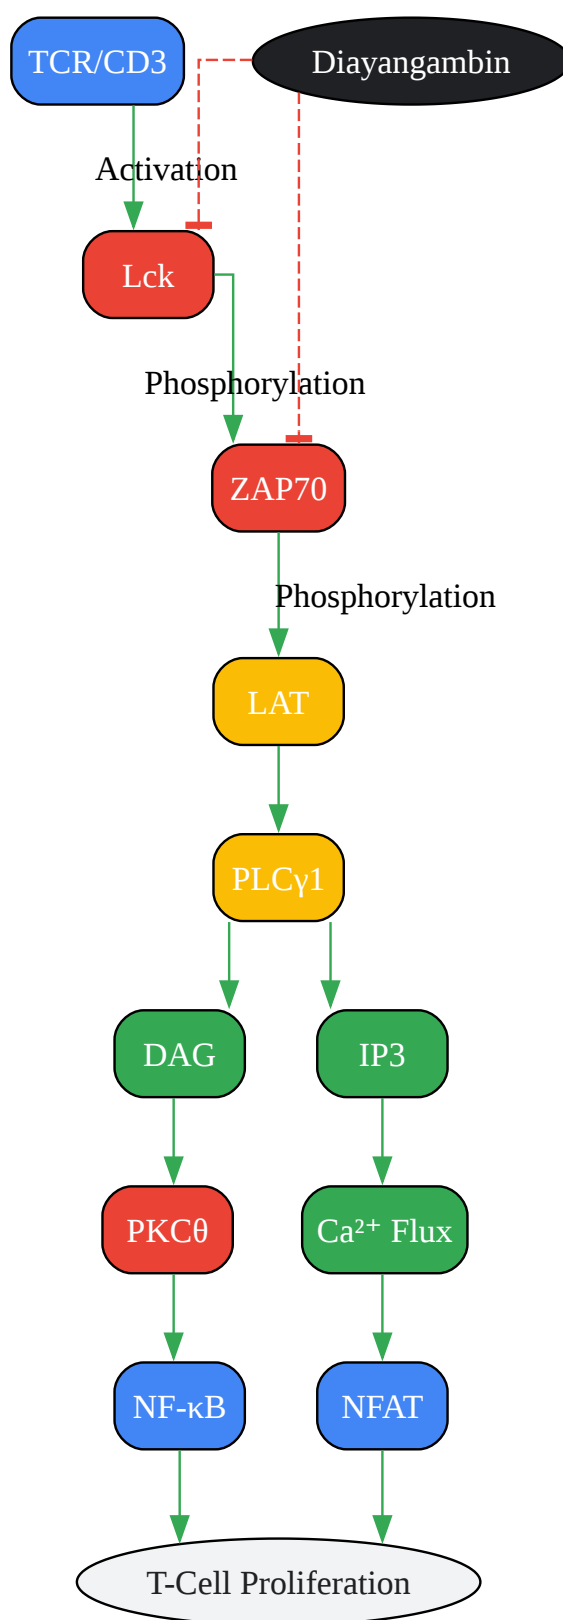 TCR/CD3
Diayangambin
Activation
Lck
Phosphorylation
ZAP70
Phosphorylation
LAT
PLCγ1
DAG
IP3
PKCθ
Ca²⁺ Flux
NF-κB
NFAT
T-Cell Proliferation